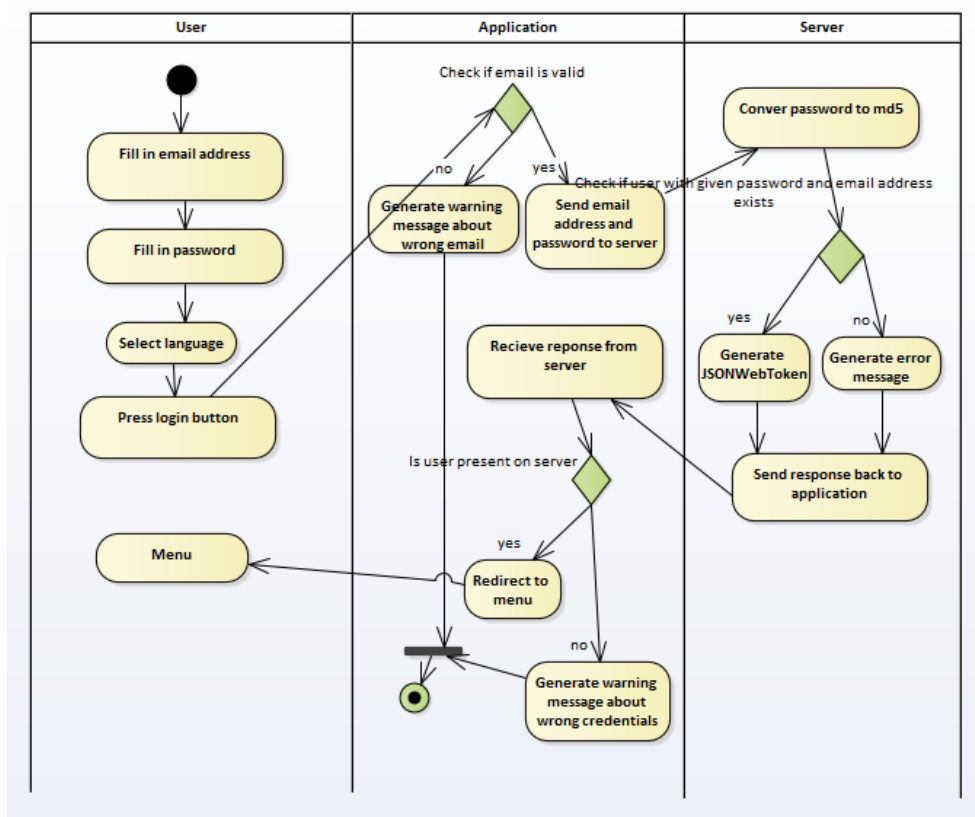 User
Application
Server
Check if email is valid
Conver password to md5
Fill in email address
no
yes
Check if user with given password and email address
exists
Generate warning
message about
wrong email
Send email
address and
password to server
Fill in password
Select language
Recieve reponse from
server
yes
no
Generate
JSONWebToken
Generate error
message
Press login button
Is user present on server
Send response back to
application
yes
Menu
Redirect to
menu
no
Generate warning
message about
wrong credentials